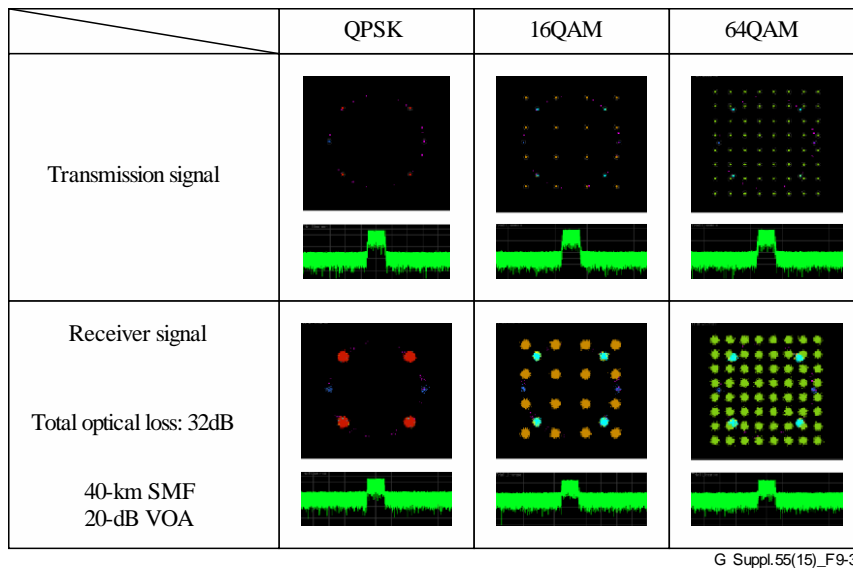 QPSK
16QAM
64QAM
Transmission signal
Receiver signal
Total optical loss: 32dB
40-km SMF
20-dB VOA
G Suppl.55(15)_F9-3